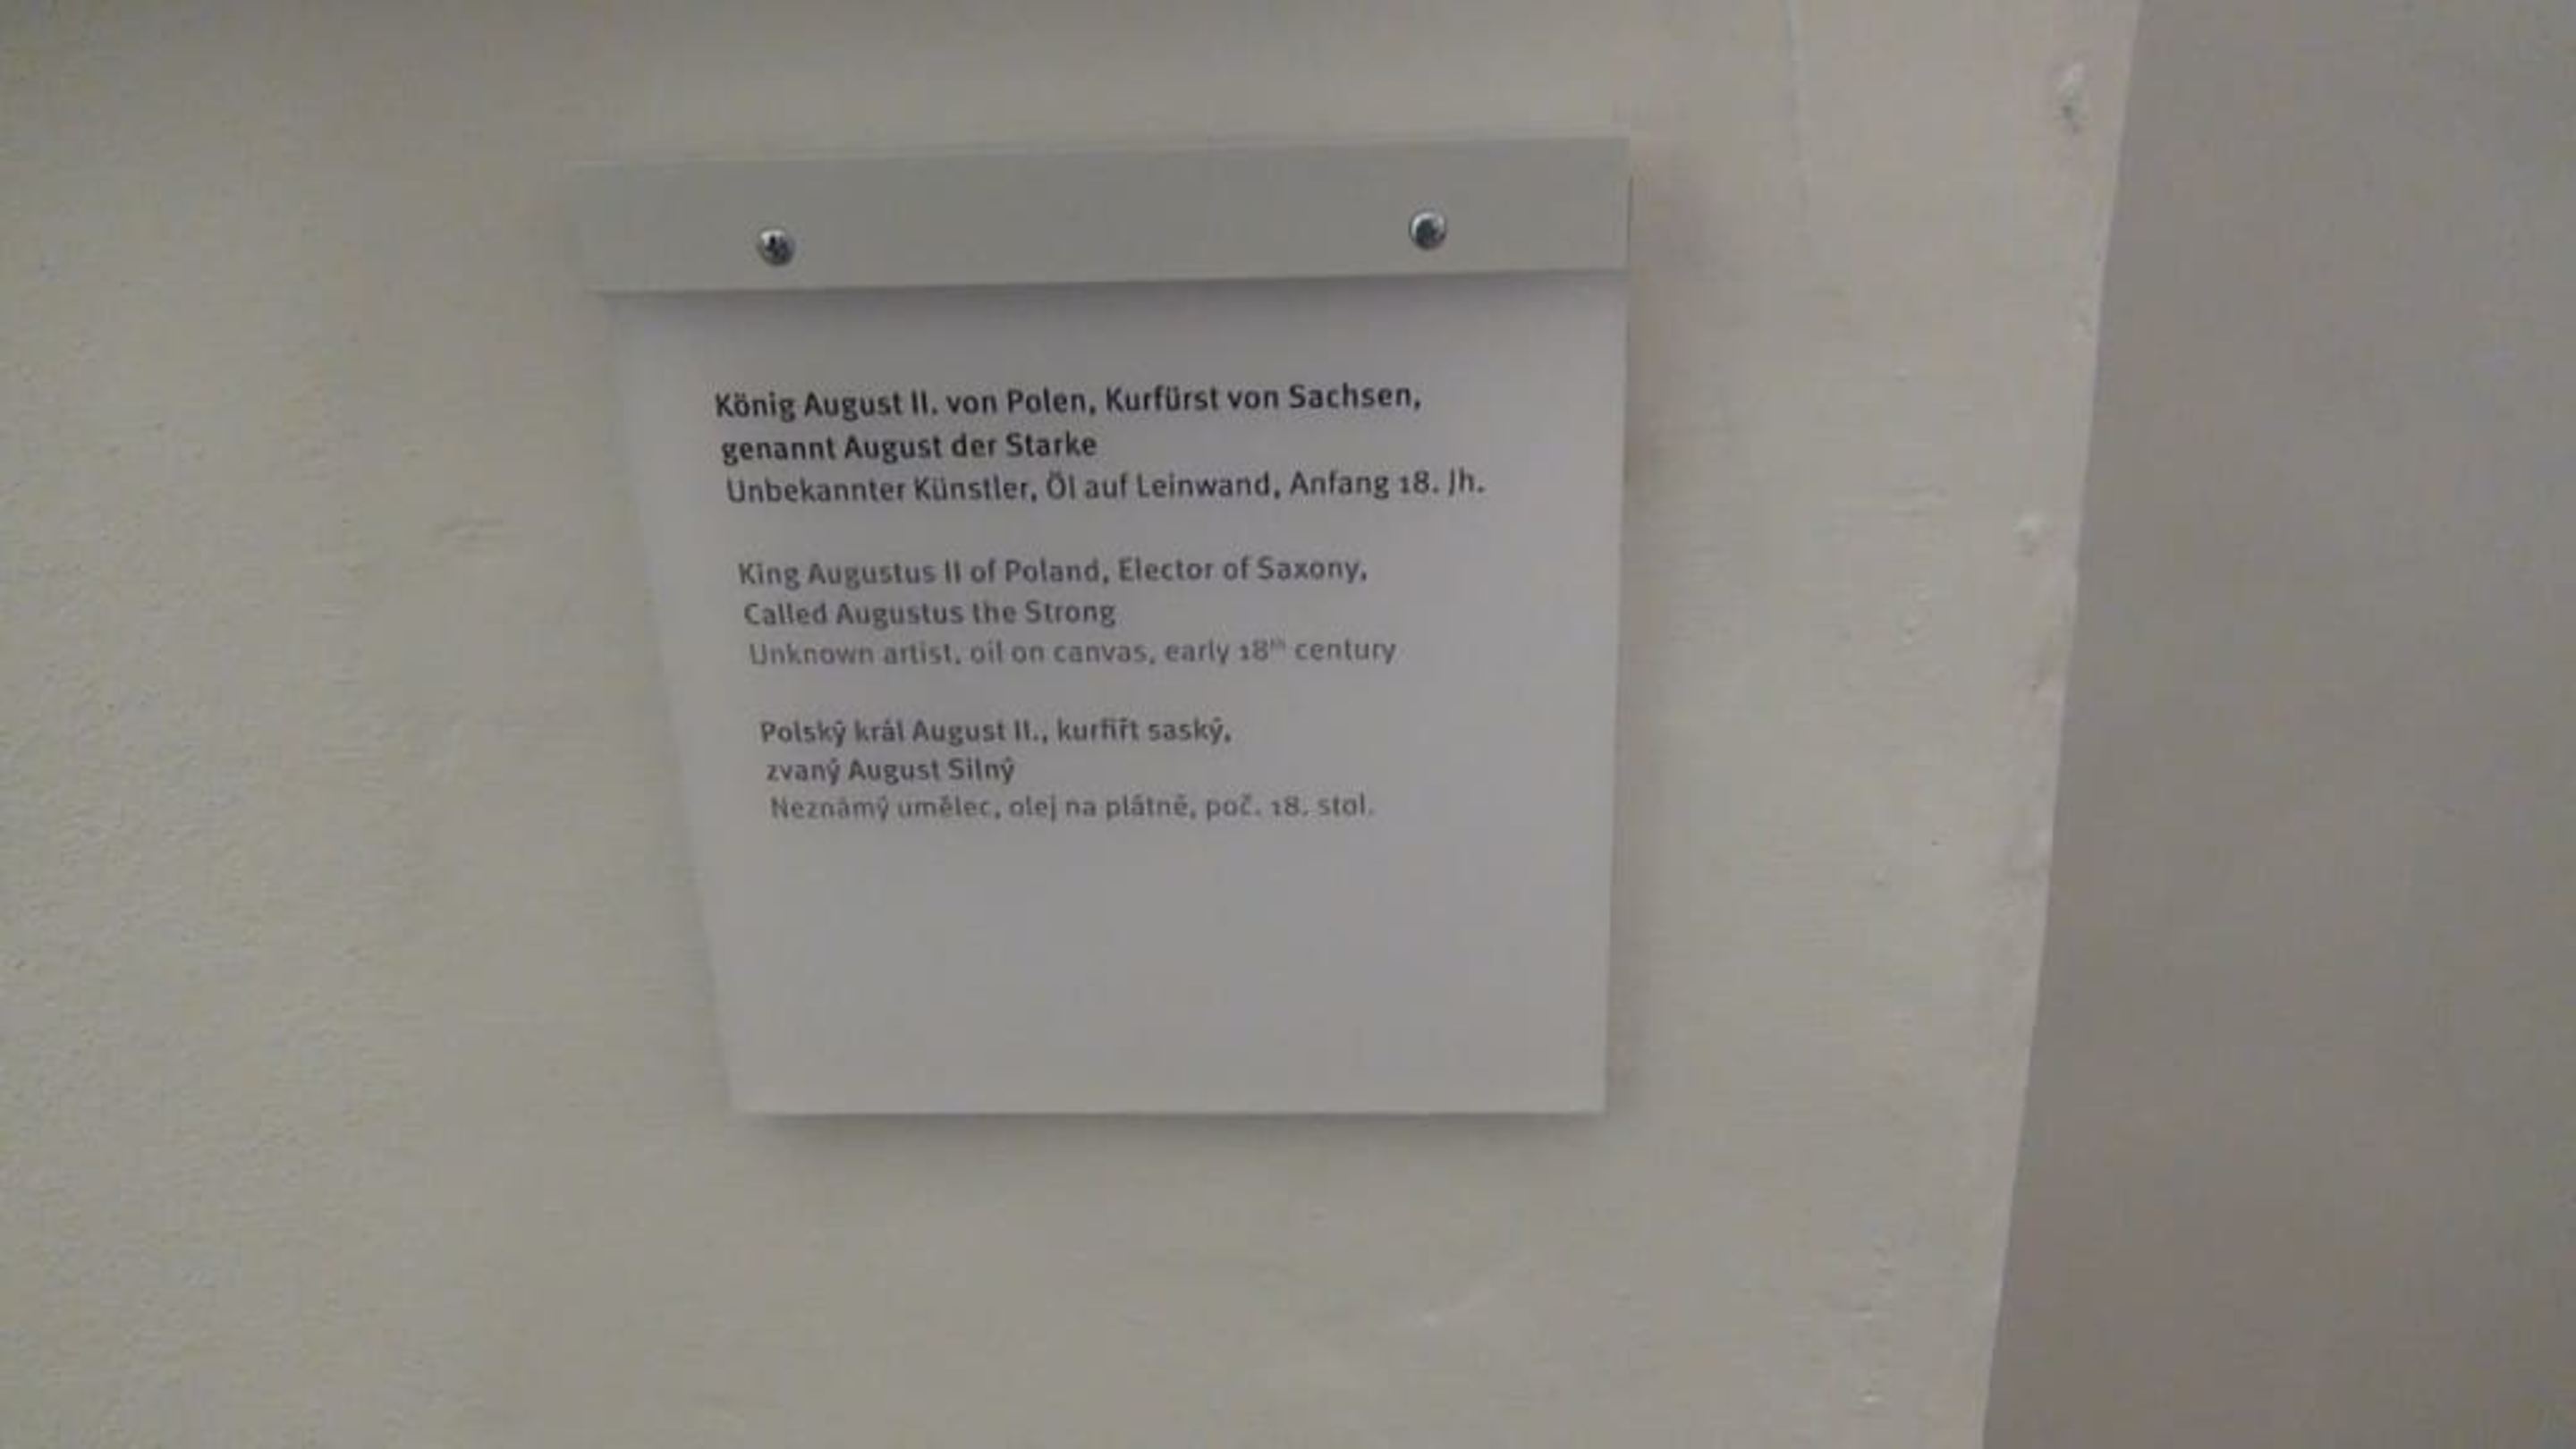 König August II. von Polen, Kurfürst von Sachsen,
genannt August der Starke
Unbekannter Künstler, Öl auf Leinwand, Anfang 18. Jh.
King Augustus II of Poland, Elector of Saxony,
Called Augustus the Strong
Unknown artist, oil on canvas, early 18th century
Polský král August II., kurfiřt saský,
zvaný August Silný
Neznámý umělec, olej na plátně, poč. 18. stol.